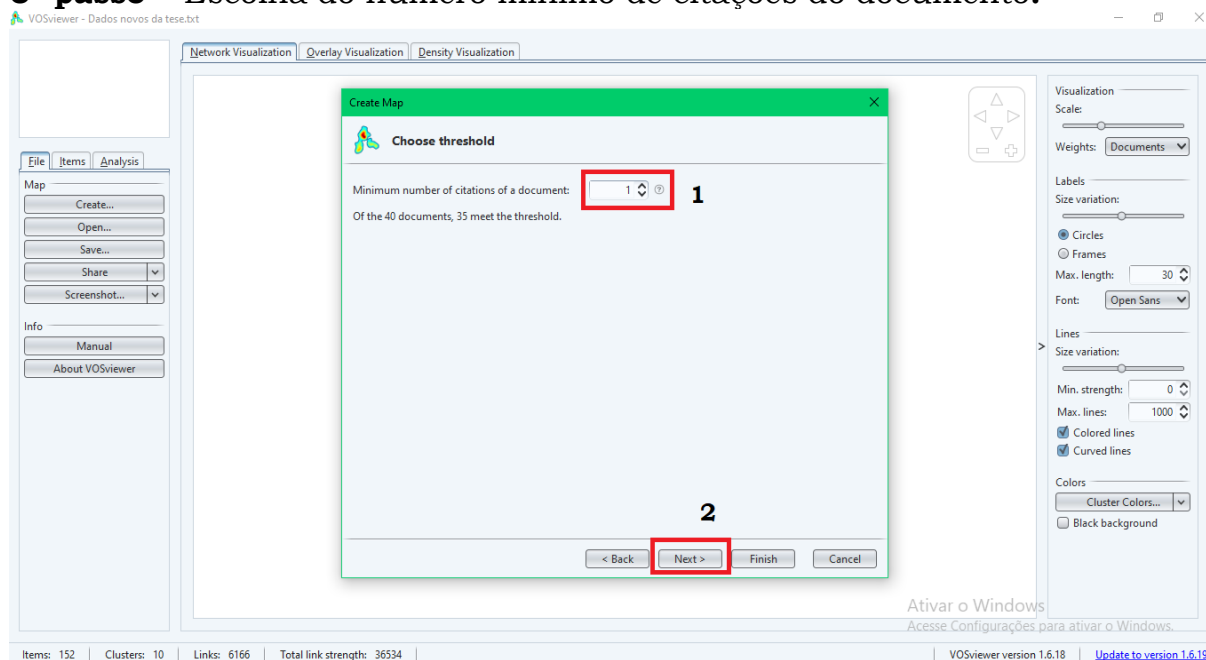 passo Escolha do número mínimo de citações do documento.
VOSviewer - Dados novos da tese.txt
Network Visualization Overlay Visualization Density Visualization
Create Map
Choose threshold
Minimum number of citations of a document: 1
1
Of the 40 documents, 35 meet the threshold.
2
< Back Next > Finish Cancel
File Items Analysis
Map
Create...
Open...
Save...
Share
Screenshot...
Info
Manual
About VOSviewer
Visualization
Scale:
Weights: Documents
Labels
Size variation:
Circles
Frames
Max. length: 30
Font: Open Sans
Lines
Size variation:
>
Min. strength: 0
Max. lines: 1000
Colored lines
Curved lines
Colors
Cluster Colors...
Black background
Ativar o Windows
Acesse Configurações para ativar o Windows.
Items: 152 Clusters: 10 Links: 6166 Total link strength: 36534 VOSviewer version 1.6.18 Update to version 1.6.19